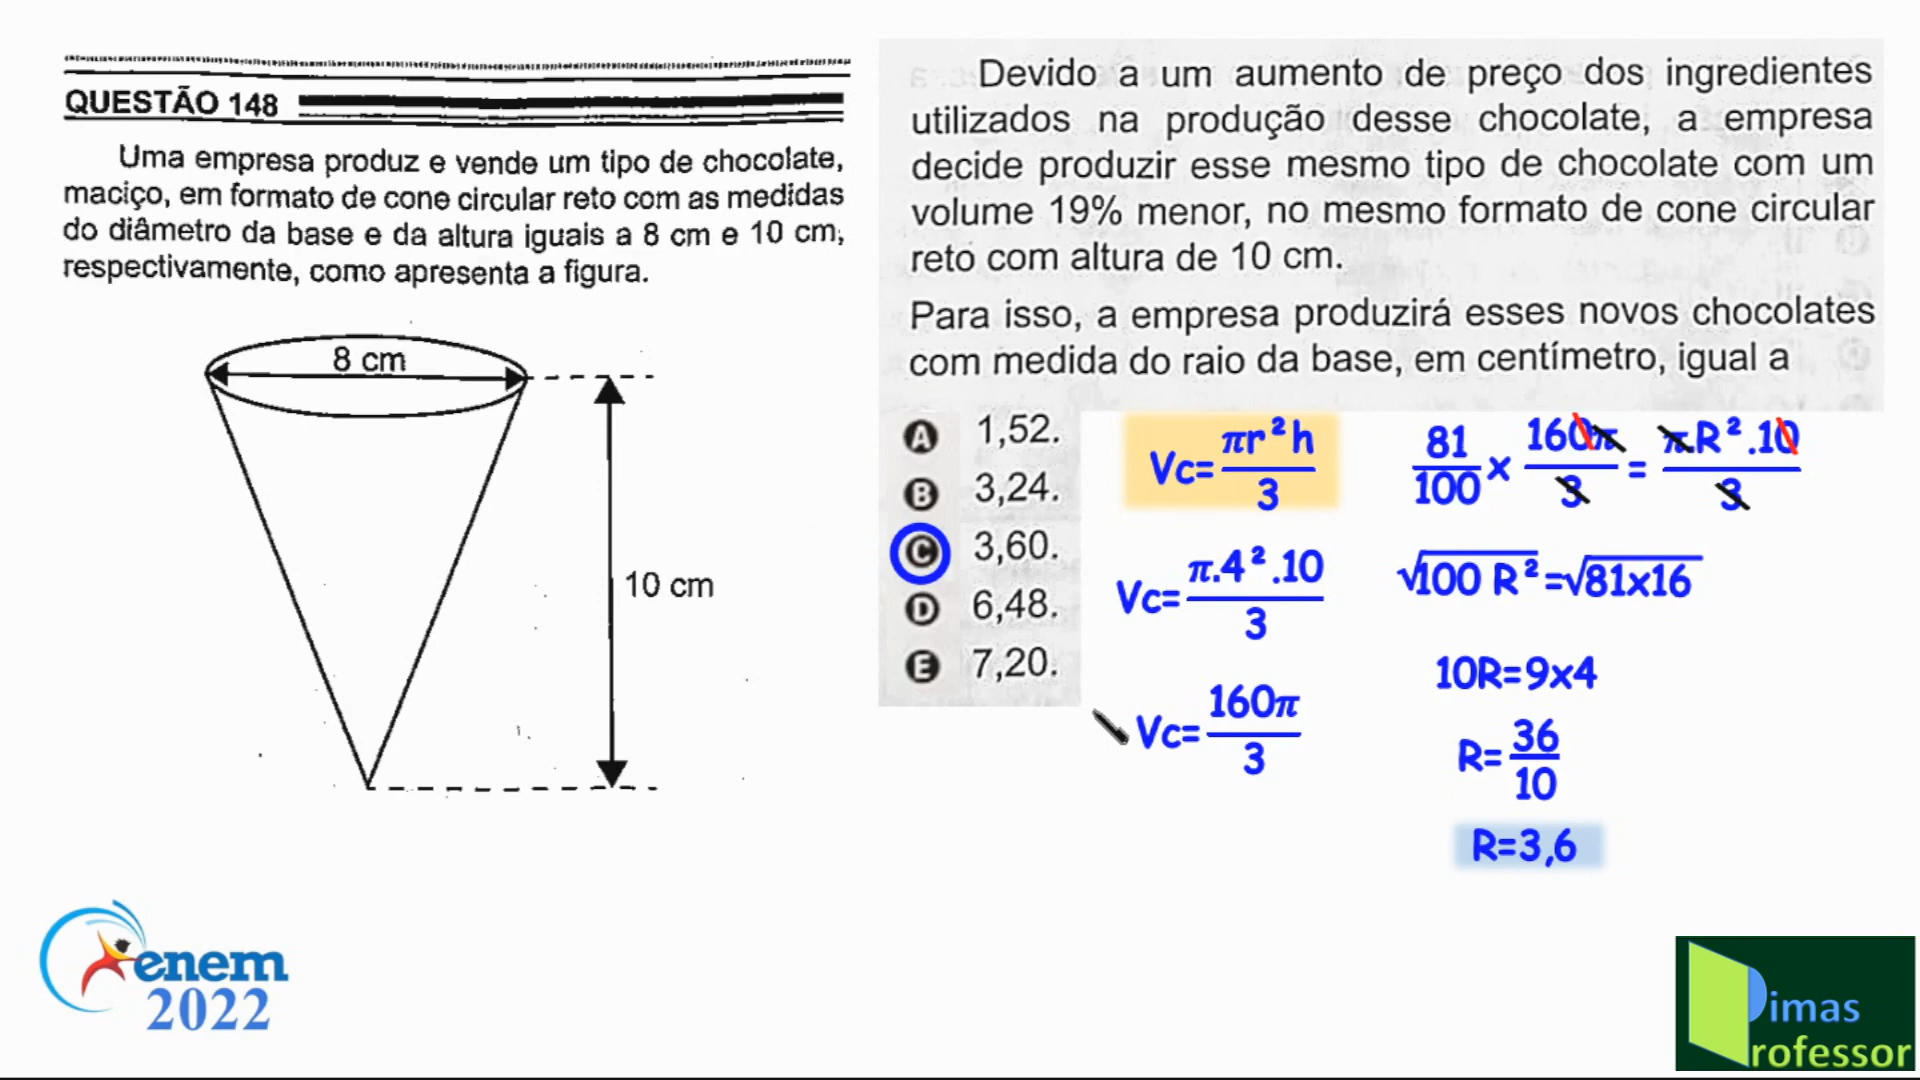 QUESTÃO 148
Uma empresa produz e vende um tipo de chocolate,
maciço, em formato de cone circular reto com as medidas
do diâmetro da base e da altura iguais a 8 cm e 10 cm,
respectivamente, como apresenta a figura.
8 cm
10 cm
Devido a um aumento de preço dos ingredientes
utilizados na produção desse chocolate, a empresa
decide produzir esse mesmo tipo de chocolate com um
volume 19% menor, no mesmo formato de cone circular
reto com altura de 10 cm.
Para isso, a empresa produzirá esses novos chocolates
com medida do raio da base, em centímetro, igual a
A 1,52.
B 3,24.
C 3,60.
D 6,48.
E 7,20.
Vc= πr²h/3
Vc= π.4².10/3
Vc= 160π/3
81/100 x 160π/3 = π.R².10/3
√100 R²=√81x16
10R=9x4
R= 36/10
R=3,6
enem
2022
Dimas
Professor